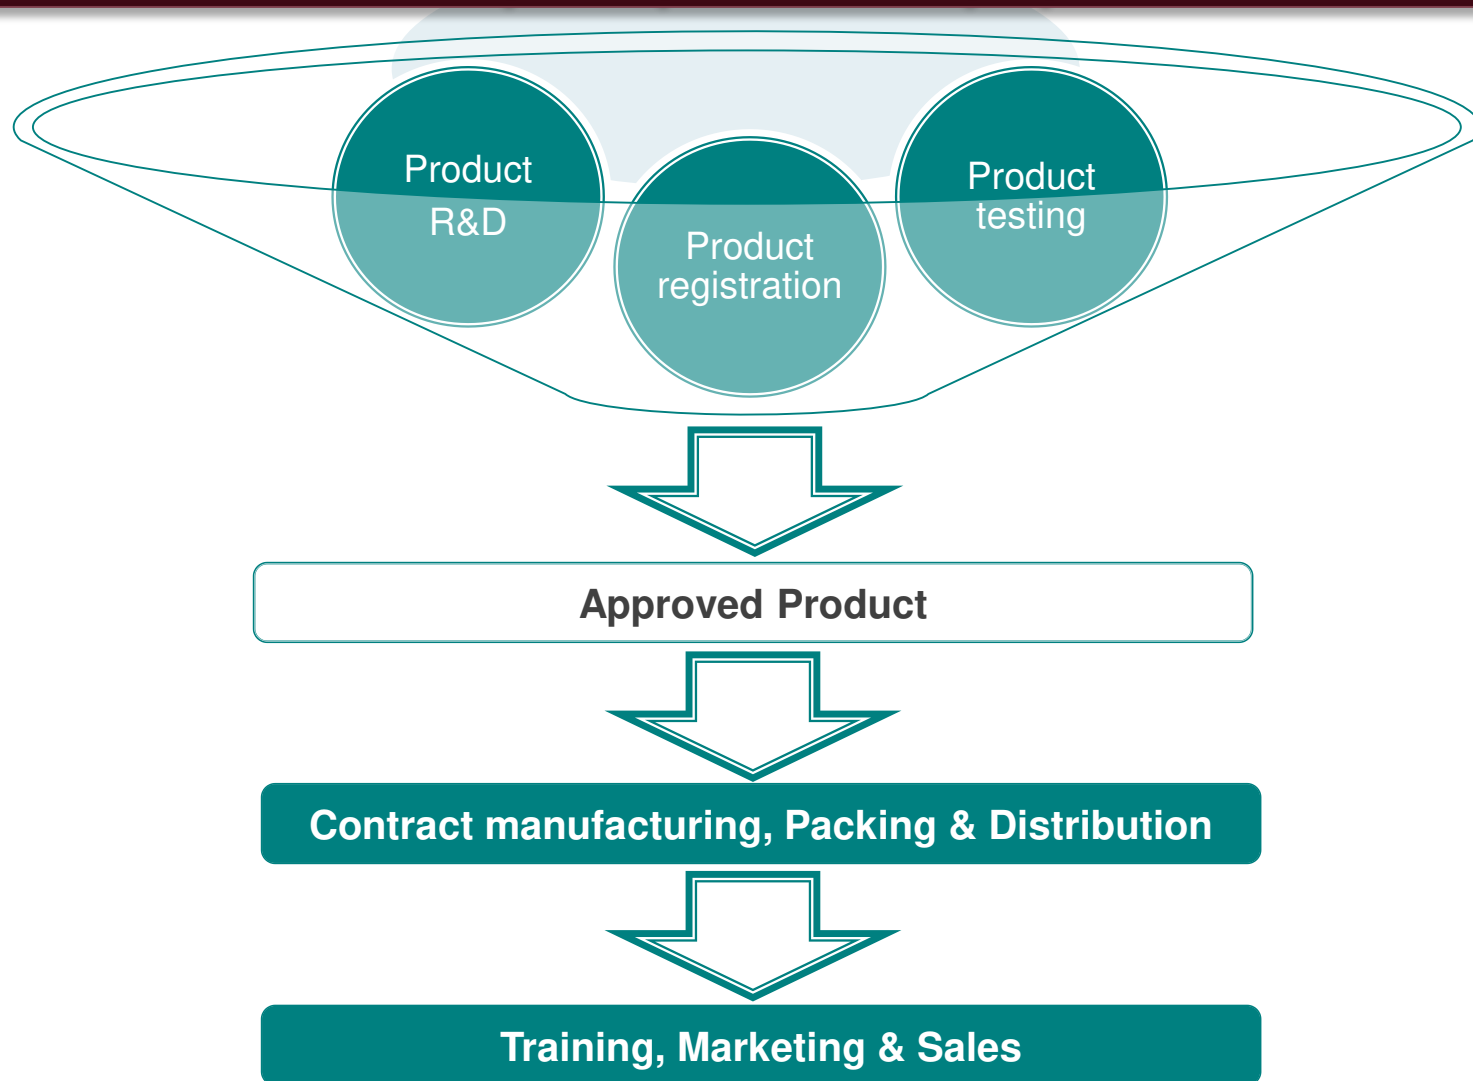 Product
R&D
Product
registration
Product
testing
Approved Product
Contract manufacturing, Packing & Distribution
Training, Marketing & Sales